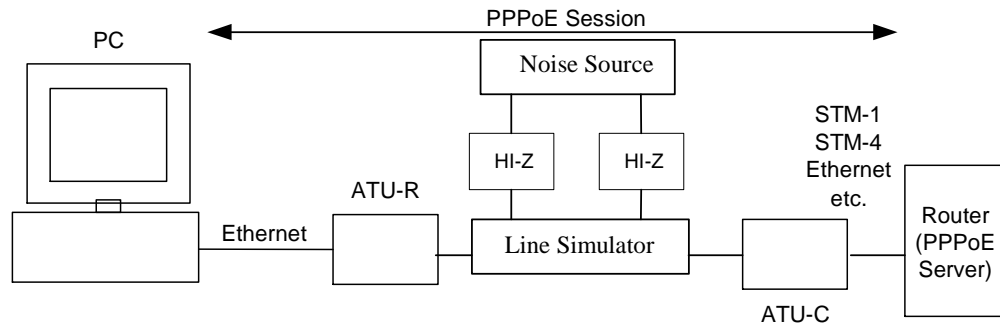 PPPoE Session
PC
Noise Source
STM-1
STM-4
Ethernet
etc.
HI-Z
HI-Z
ATU-R
Ethernet
Line Simulator
Router
(PPPoE
Server)
ATU-C